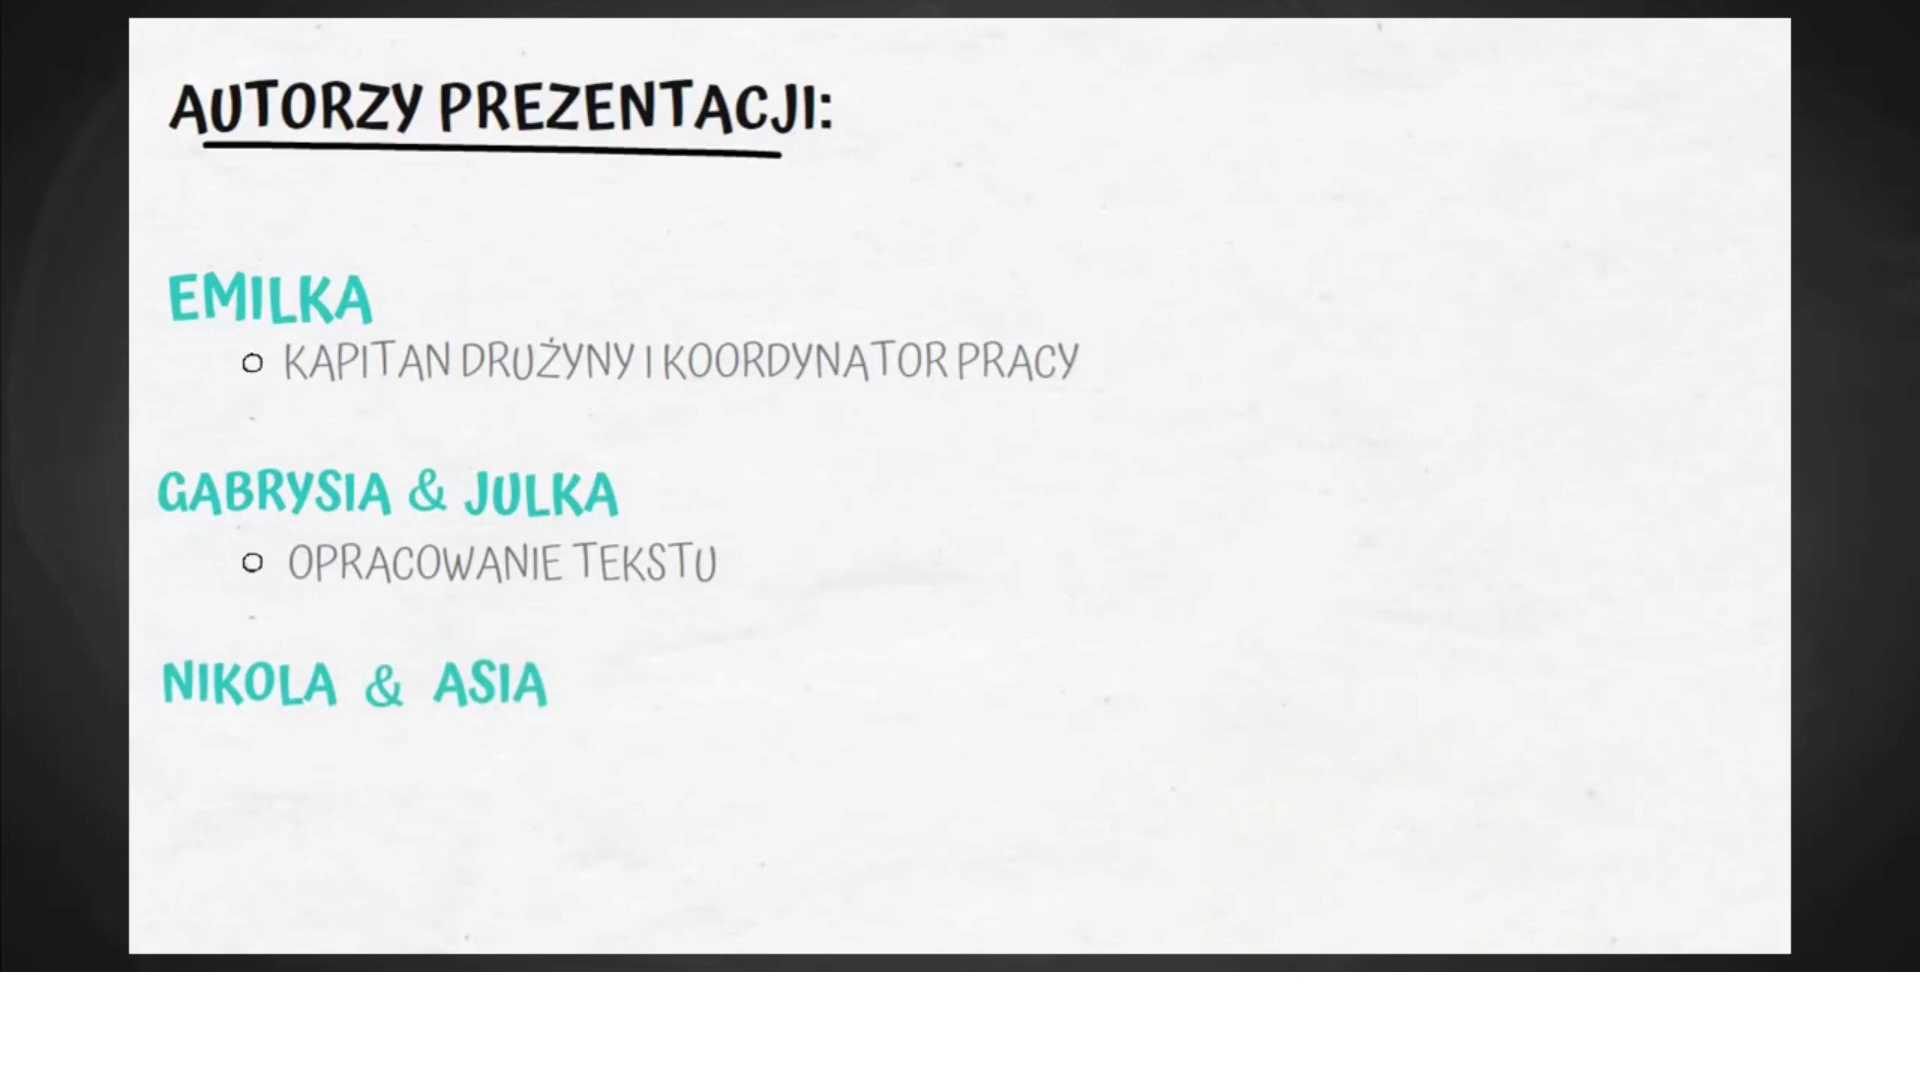 AUTORZY PREZENTACJI:
EMILKA
KAPITAN DRUŻYNY I KOORDYNATOR PRACY
GABRYSIA & JULKA
OPRACOWANIE TEKSTU
NIKOLA & ASIA